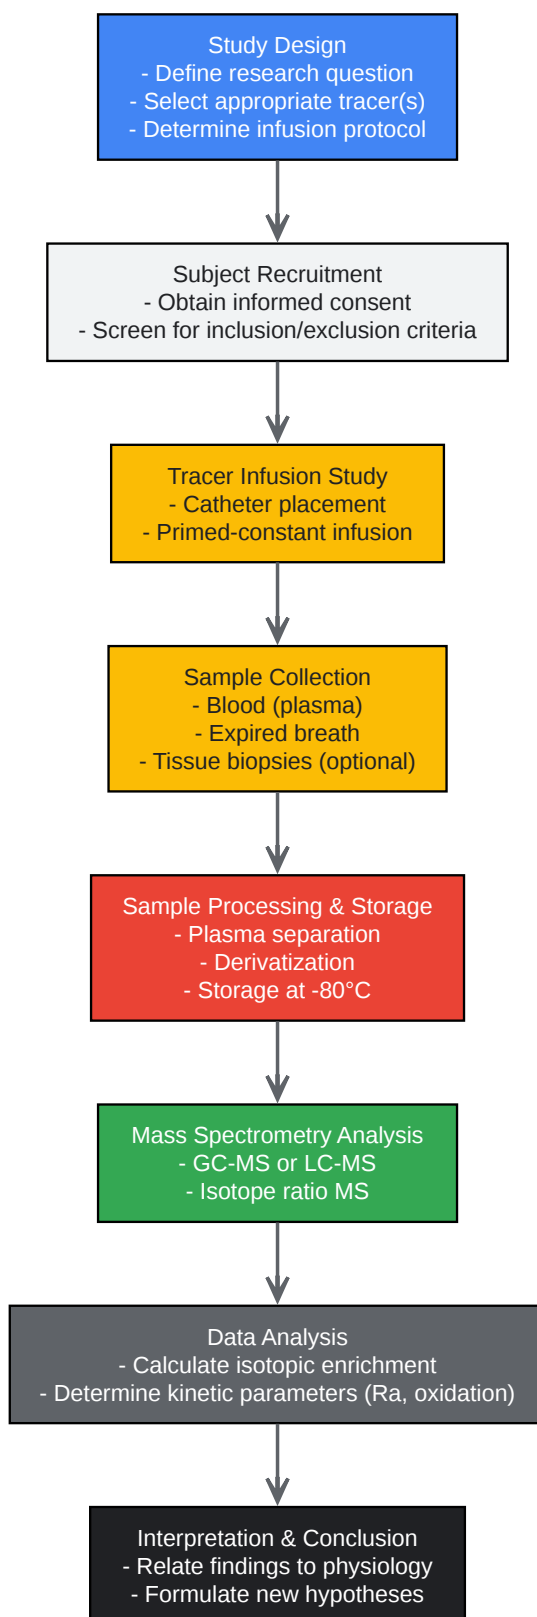 Study Design
- Define research question
- Select appropriate tracer(s)
- Determine infusion protocol
Subject Recruitment
- Obtain informed consent
- Screen for inclusion/exclusion criteria
Tracer Infusion Study
- Catheter placement
- Primed-constant infusion
Sample Collection
- Blood (plasma)
- Expired breath
- Tissue biopsies (optional)
Sample Processing & Storage
- Plasma separation
- Derivatization
- Storage at -80°C
Mass Spectrometry Analysis
- GC-MS or LC-MS
- Isotope ratio MS
Data Analysis
- Calculate isotopic enrichment
- Determine kinetic parameters (Ra, oxidation)
Interpretation & Conclusion
- Relate findings to physiology
- Formulate new hypotheses